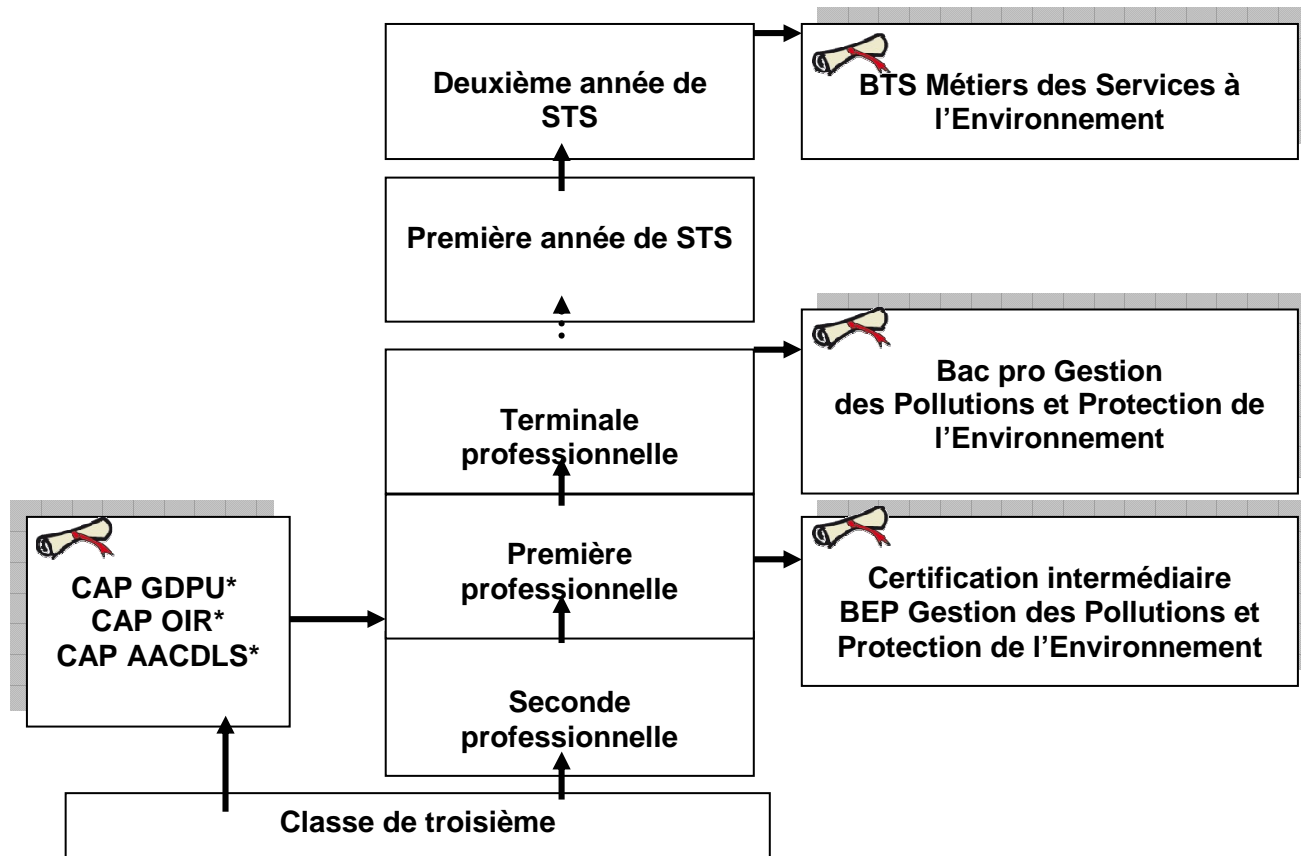 Deuxième année de
STS
BTS Métiers des Services à
l'Environnement
Première année de STS
Terminale
professionnelle
Bac pro Gestion
des Pollutions et Protection de
l'Environnement
CAP GDPU*
CAP OIR*
CAP AACDLS*
Première
professionnelle
Certification intermédiaire
BEP Gestion des Pollutions et
Protection de l'Environnement
Seconde
professionnelle
Classe de troisième